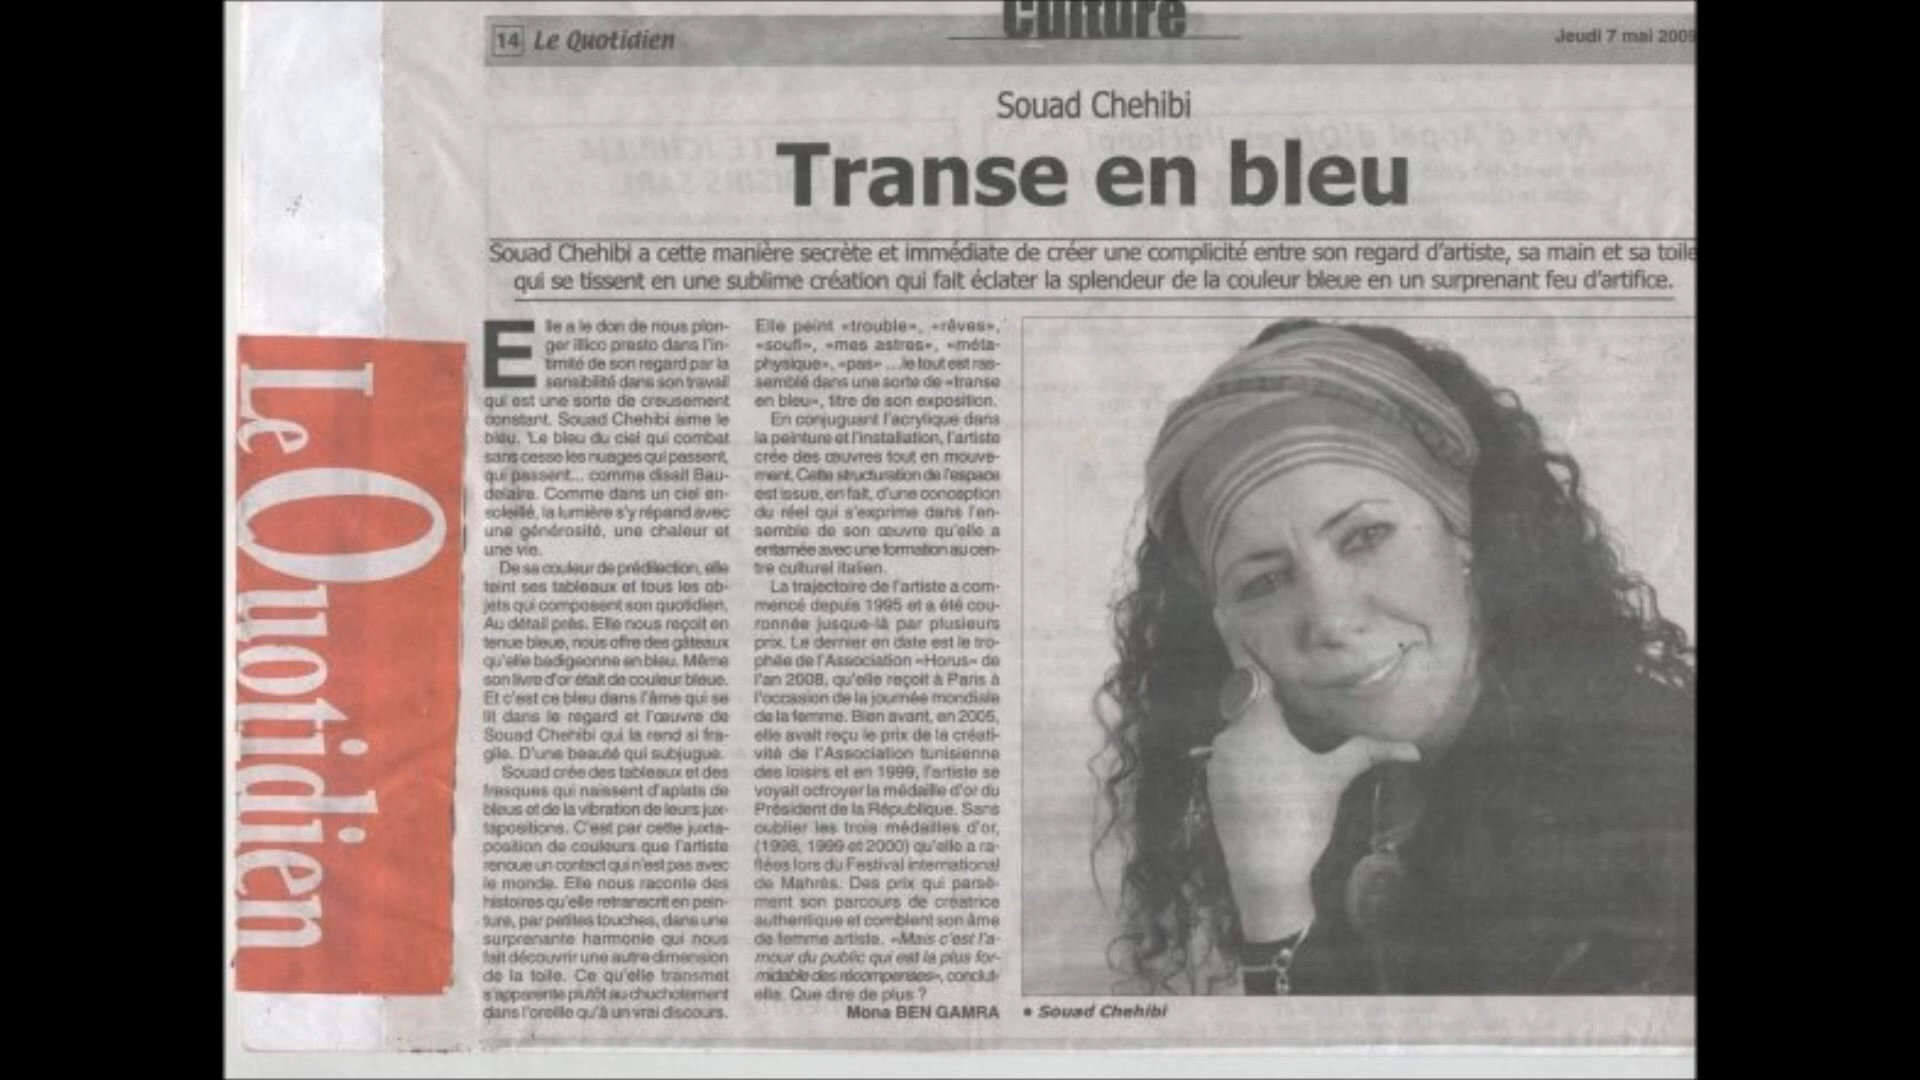 Le Quotidien
Culture
14 Le Quotidien
Jeudi 7 mai 2009
Souad Chehibi
Transe en bleu
Souad Chehibi a cette manière secrète et immédiate de créer une complicité entre son regard d'artiste, sa main et sa toile
qui se tissent en une sublime création qui fait éclater la splendeur de la couleur bleue en un surprenant feu d'artifice.
Elle a le don de nous plon-
ger illico presto dans l'in-
timité de son regard par la
sensibilité dans son travail
qui est une sorte de creusement
constant. Souad Chehibi aime le
bleu. 'Le bleu du ciel qui combat
sans cesse les nuages qui passent,
qui passent... comme disait Bau-
delaire. Comme dans un ciel en-
soleillé, la lumière s'y répand avec
une générosité, une chaleur et
une vie.
De sa couleur de prédilection, elle
teint ses tableaux et tous les ob-
jets qui composent son quotidien.
Au détail près. Elle nous reçoit en
tenue bleue, nous offre des gâteaux
qu'elle badigeonne en bleu. Même
son livre d'or était de couleur bleue.
Et c'est ce bleu dans l'âme qui se
lit dans le regard et l'œuvre de
Souad Chehibi qui la rend si fra-
gile. D'une beauté qui subjugue.
Souad crée des tableaux et des
fresques qui naissent d'aplats de
bleus et de la vibration de leurs jux-
tapositions. C'est par cette juxta-
position de couleurs que l'artiste
renoue un contact qui n'est pas avec
le monde. Elle nous raconte des
histoires qu'elle retranscrit en pein-
ture, par petites touches, dans une
surprenante harmonie qui nous
fait découvrir une autre dimension
de la toile. Ce qu'elle transmet
s'apparente plutôt au chuchotement
dans l'oreille qu'à un vrai discours.
Elle peint «trouble», «rêves»,
«soufi», «mes astres», «méta-
physique», «pas» ...le tout est ras-
semblé dans une sorte de «transe
en bleu», titre de son exposition.
En conjuguant l'acrylique dans
la peinture et l'installation, l'artiste
crée des œuvres tout en mouve-
ment. Cette structuration de l'espace
est issue, en fait, d'une conception
du réel qui s'exprime dans l'en-
semble de son œuvre qu'elle a
entamée avec une formation au cen-
tre culturel italien.
La trajectoire de l'artiste a com-
mencé depuis 1995 et a été cou-
ronnée jusque-là par plusieurs
prix. Le dernier en date est le tro-
phée de l'Association «Horus» de
l'an 2008, qu'elle reçoit à Paris à
l'occasion de la journée mondiale
de la femme. Bien avant, en 2005,
elle avait reçu le prix de la créati-
vité de l'Association tunisienne
des loisirs et en 1999, l'artiste se
voyait octroyer la médaille d'or du
Président de la République. Sans
oublier les trois médailles d'or,
(1998, 1999 et 2000) qu'elle a ra-
flées lors du Festival international
de Mahrès. Des prix qui parsè-
ment son parcours de créatrice
authentique et comblent son âme
de femme artiste. «Mais c'est l'a-
mour du public qui est la plus for-
midable des récompenses», conclut-
elle. Que dire de plus ?
Mona BEN GAMRA
Souad Chehibi